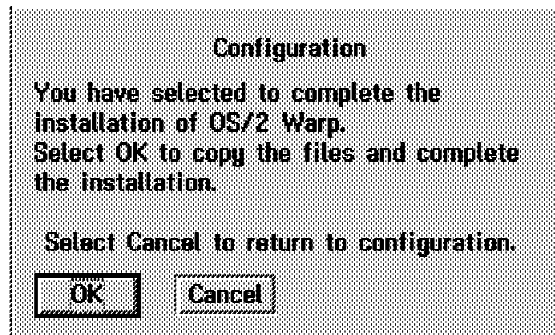 Configuration
You have selected to complete the
installation of OS/2 Warp.
Select OK to copy the files and complete
the installation.
Select Cancel to return to configuration.
OK
Cancel